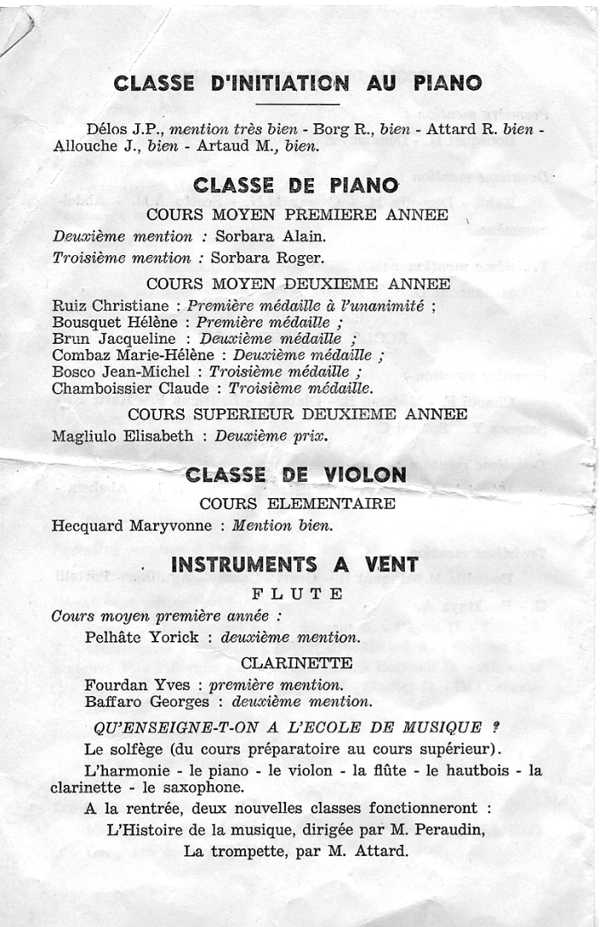 CLASSE D'INITIATION AU PIANO
Délos J.P., mention très bien - Borg R., bien - Attard R. bien -
Allouche J., bien - Artaud M., bien.
CLASSE DE PIANO
COURS MOYEN PREMIERE ANNEE
Deuxième mention : Sorbara Alain.
Troisième mention : Sorbara Roger.
COURS MOYEN DEUXIEME ANNEE
Ruiz Christiane : Première médaille à l'unanimité ;
Bousquet Hélène : Première médaille ;
Brun Jacqueline : Deuxième médaille ;
Combaz Marie-Hélène : Deuxième médaille ;
Bosco Jean-Michel : Troisième médaille ;
Chamboissier Claude : Troisième médaille.
COURS SUPERIEUR DEUXIEME ANNEE
Magliulo Elisabeth : Deuxième prix.
CLASSE DE VIOLON
COURS ELEMENTAIRE
Hecquard Maryvonne : Mention bien.
INSTRUMENTS A VENT
FLUTE
Cours moyen première année :
Pelhâte Yorick : deuxième mention.
CLARINETTE
Fourdan Yves : première mention.
Baffaro Georges : deuxième mention.
QU'ENSEIGNE-T-ON A L'ECOLE DE MUSIQUE ?
Le solfège (du cours préparatoire au cours supérieur).
L'harmonie - le piano - le violon - la flûte - le hautbois - la
clarinette - le saxophone.
A la rentrée, deux nouvelles classes fonctionneront :
L'Histoire de la musique, dirigée par M. Peraudin,
La trompette, par M. Attard.